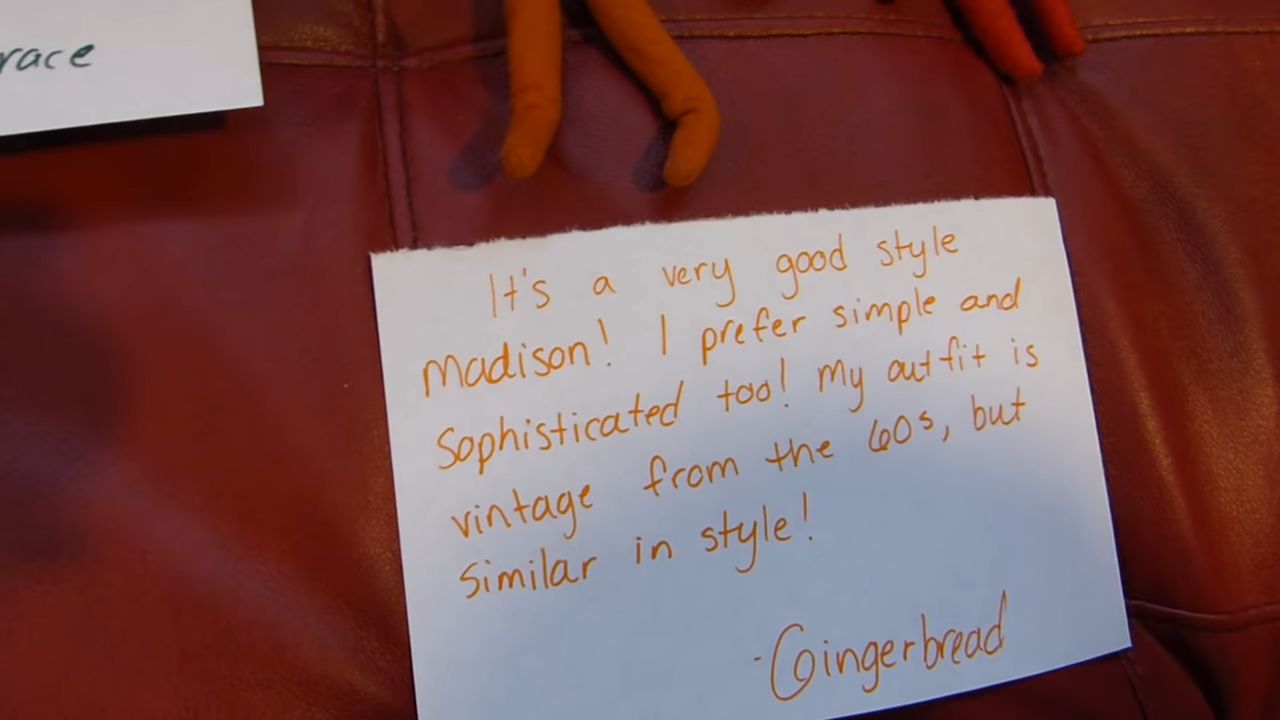 race
It's a very good style
Madison! I prefer simple and
Sophisticated too! My outfit is
vintage from the 60s, but
similar in style!
-Gingerbread